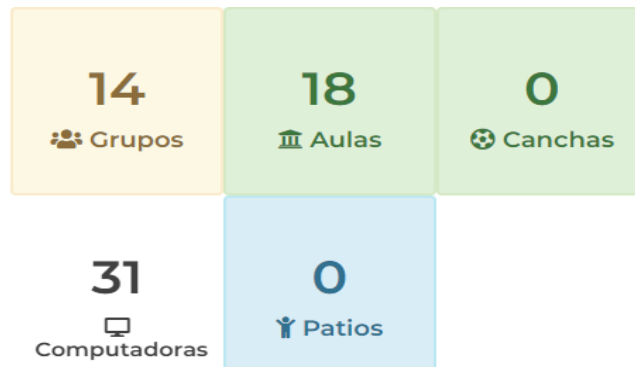 14
Grupos
18
Aulas
0
Canchas
31
Computadoras
0
Patios